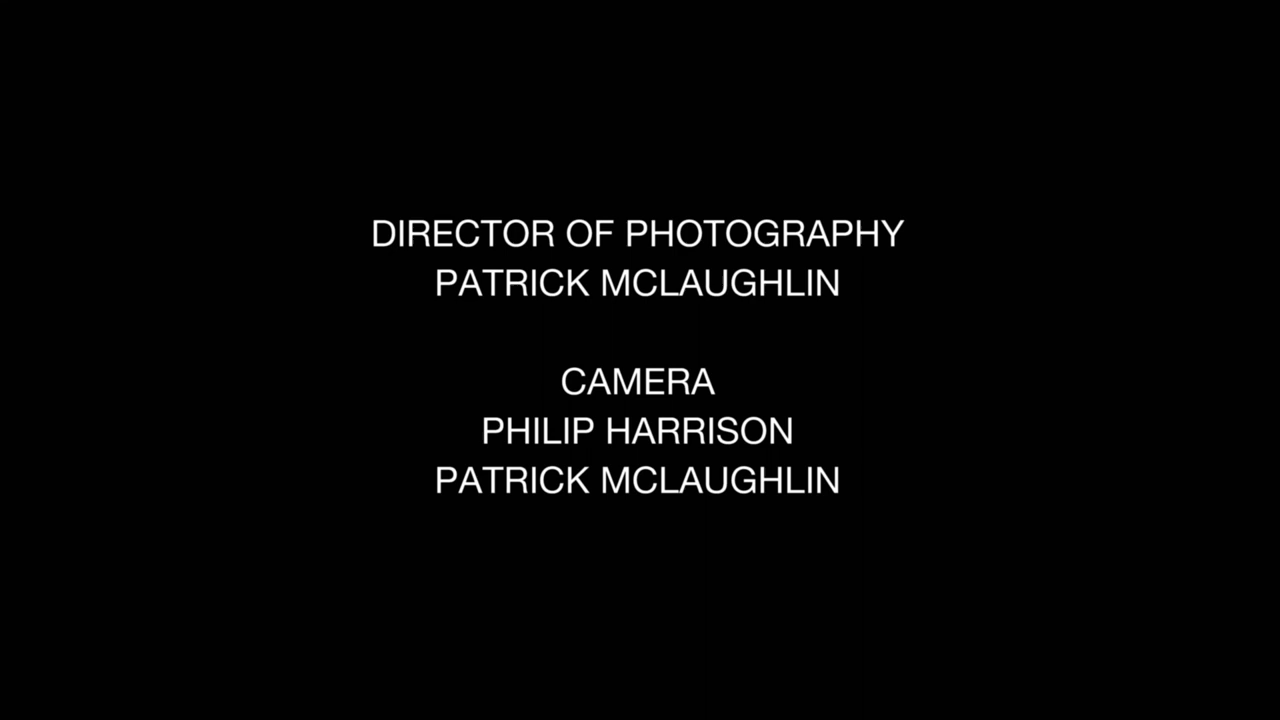 DIRECTOR OF PHOTOGRAPHY
PATRICK MCLAUGHLIN
CAMERA
PHILIP HARRISON
PATRICK MCLAUGHLIN